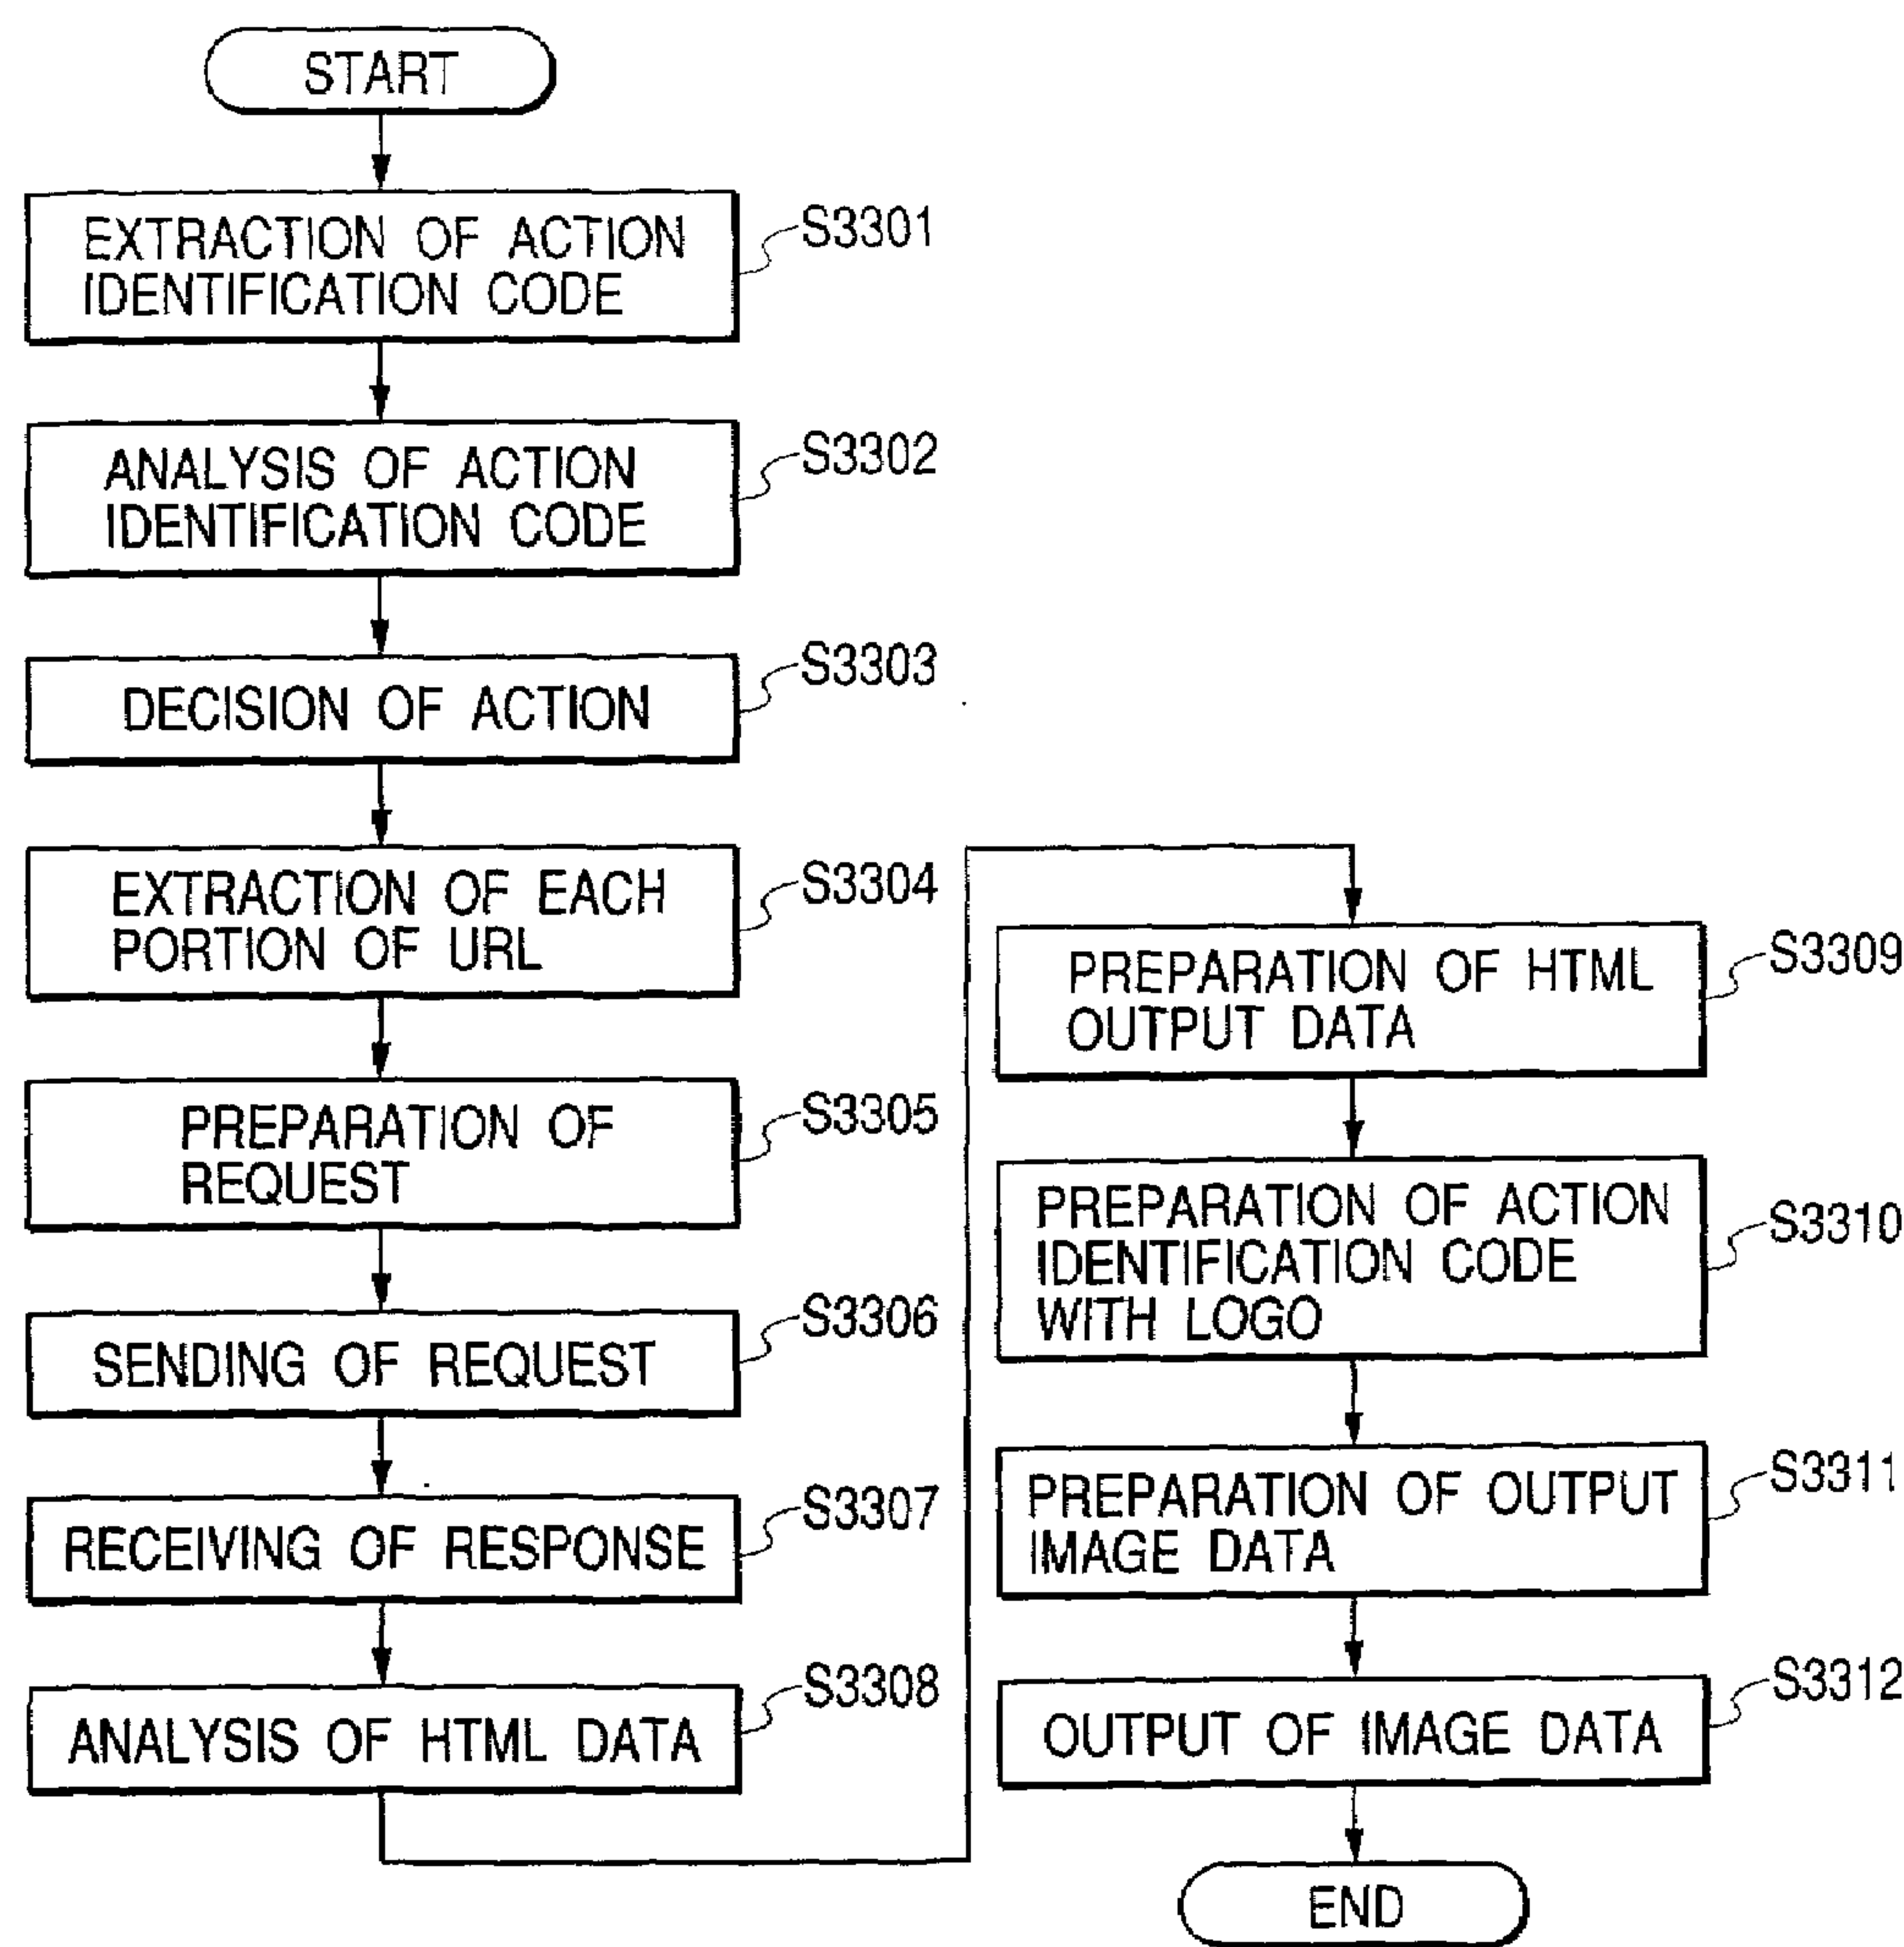 START
EXTRACTION OF ACTION
IDENTIFICATION CODE
S3301
ANALYSIS OF ACTION
IDENTIFICATION CODE
S3302
DECISION OF ACTION
S3303
EXTRACTION OF EACH
PORTION OF URL
S3304
PREPARATION OF
REQUEST
S3305
SENDING OF REQUEST
S3306
RECEIVING OF RESPONSE
S3307
ANALYSIS OF HTML DATA
S3308
PREPARATION OF HTML
OUTPUT DATA
S3309
PREPARATION OF ACTION
IDENTIFICATION CODE
WITH LOGO
S3310
PREPARATION OF OUTPUT
IMAGE DATA
S3311
OUTPUT OF IMAGE DATA
S3312
END